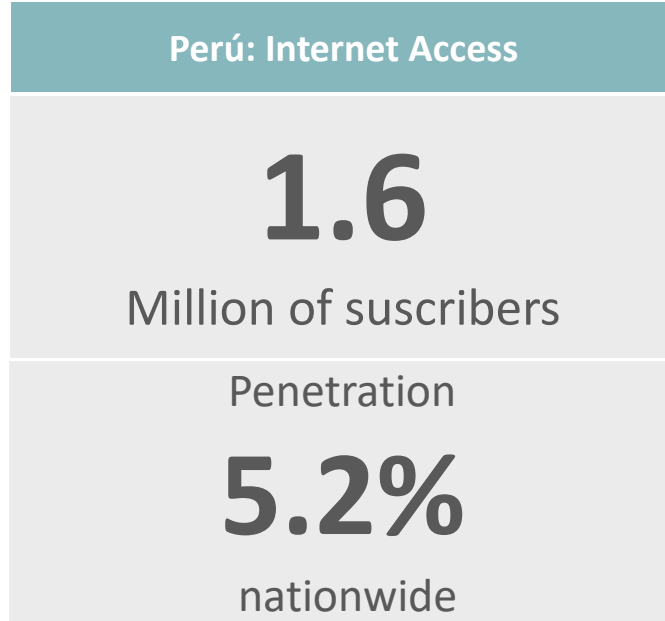 Perú: Internet Access
1.6
Million of suscribers
Penetration
5.2%
nationwide